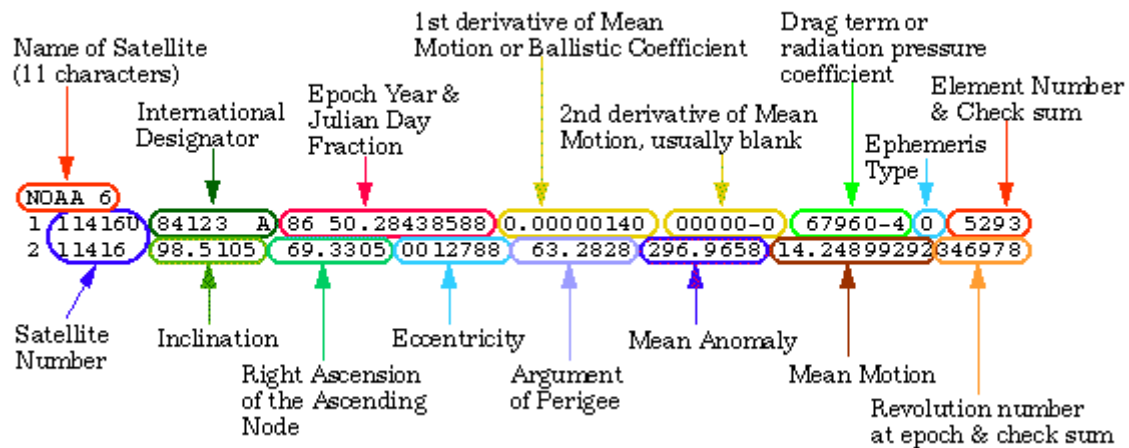 Name of Satellite
(11 characters)
International
Designator
Epoch Year &
Julian Day
Fraction
1st derivative of Mean
Motion or Ballistic Coefficient
2nd derivative of Mean
Motion, usually blank
Drag term or
radiation pressure
coefficient
Ephemeris
Type
Element Number
& Check sum
NOAA 6
1 11416U 84123 A 86 50.28438588 0.00000140 00000-0 67960-4 0 5293
2 11416 98.5105 69.3305 0012788 63.2828 296.9658 14.24899292 346978
Satellite
Number
Inclination
Right Ascension
of the Ascending
Node
Eccentricity
Argument
of Perigee
Mean Anomaly
Mean Motion
Revolution number
at epoch & check sum